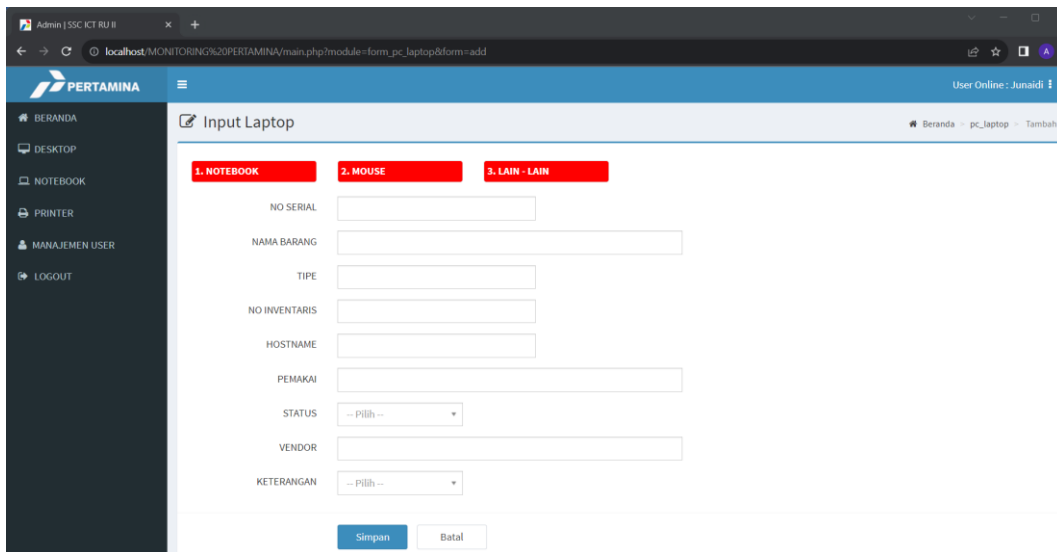 Admin | SSC ICT RU II
localhost/MONITORING%20PERTAMINA/main.php?module=form_pc_laptop&form=add
A
PERTAMINA
User Online : Junaidi
BERANDA
DESKTOP
NOTEBOOK
PRINTER
MANAJEMEN USER
LOGOUT
Input Laptop
Beranda > pc_laptop > Tambah
1. NOTEBOOK
2. MOUSE
3. LAIN - LAIN
NO SERIAL
NAMA BARANG
TIPE
NO INVENTARIS
HOSTNAME
PEMAKAI
STATUS -- Pilih --
VENDOR
KETERANGAN -- Pilih --
Simpan Batal